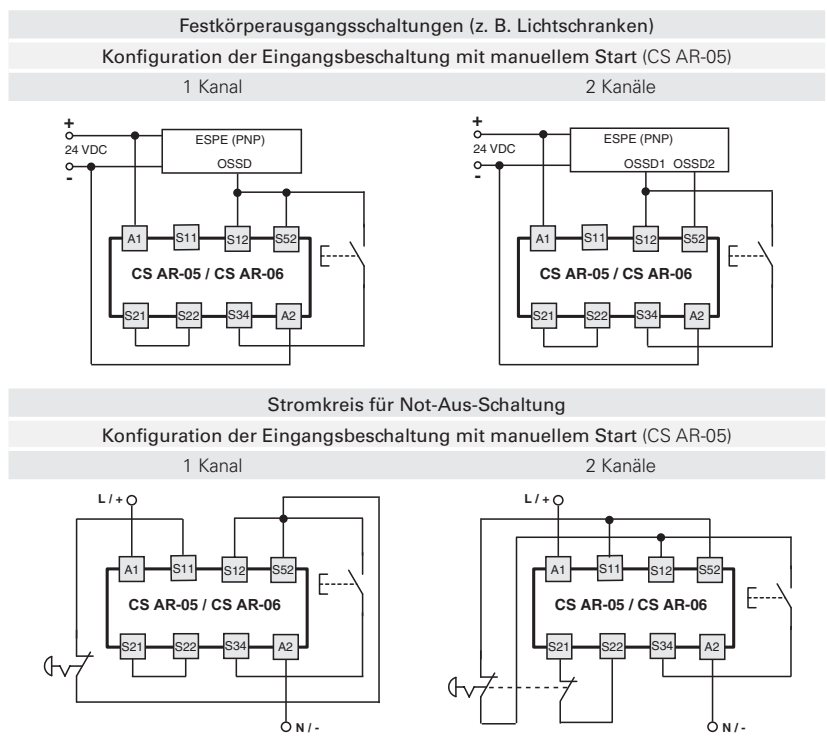 Festkörperausgangsschaltungen (z. B. Lichtschranken)
Konfiguration der Eingangsbeschaltung mit manuellem Start (CS AR-05)
1 Kanal 2 Kanäle
+
24 VDC
-
ESPE (PNP)
OSSD
A1 S11 S12 S52
CS AR-05 / CS AR-06
S21 S22 S34 A2
+
24 VDC
-
ESPE (PNP)
OSSD1 OSSD2
A1 S11 S12 S52
CS AR-05 / CS AR-06
S21 S22 S34 A2
Stromkreis für Not-Aus-Schaltung
Konfiguration der Eingangsbeschaltung mit manuellem Start (CS AR-05)
1 Kanal 2 Kanäle
L / +
A1 S11 S12 S52
CS AR-05 / CS AR-06
S21 S22 S34 A2
N / -
L / +
A1 S11 S12 S52
CS AR-05 / CS AR-06
S21 S22 S34 A2
N / -